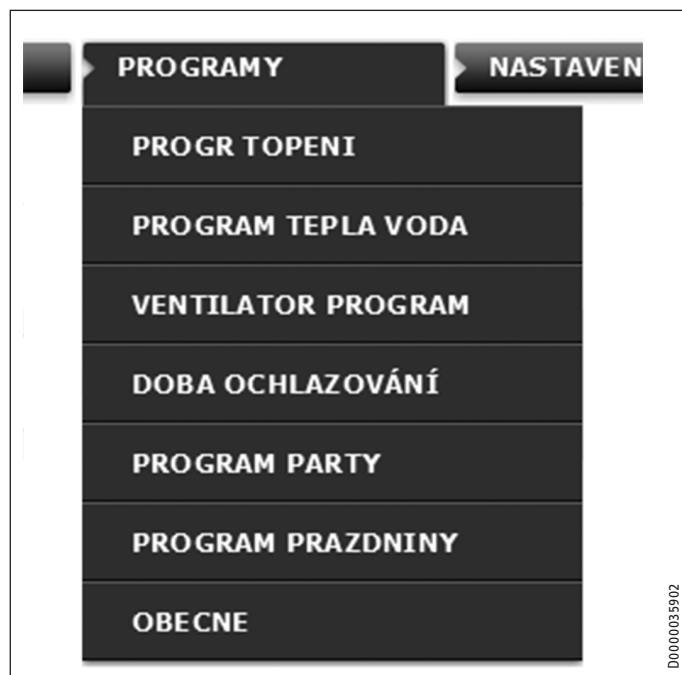 PROGRAMY
NASTAVEN
PROGR TOPENI
PROGRAM TEPLA VODA
VENTILATOR PROGRAM
DOBA OCHLAZOVÁNÍ
PROGRAM PARTY
PROGRAM PRAZDNINY
OBECNE
D0000035902